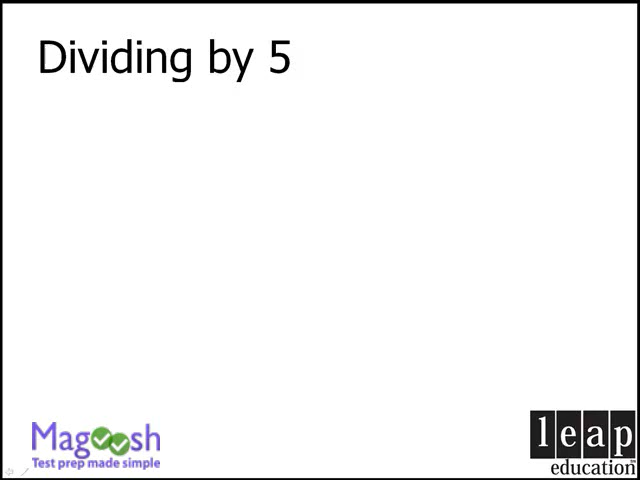 Dividing by 5
Magoosh
Test prep made simple
leap
education